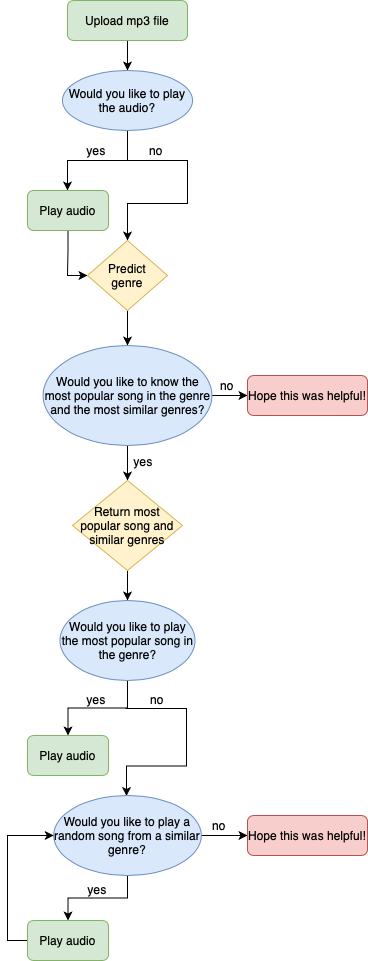 Upload mp3 file
Would you like to play
the audio?
yes
no
Play audio
Predict
genre
Would you like to know the
most popular song in the genre
and the most similar genres?
no
Hope this was helpful!
yes
Return most
popular song and
similar genres
Would you like to play
the most popular song in
the genre?
yes
no
Play audio
Would you like to play a
random song from a similar
genre?
no
Hope this was helpful!
yes
Play audio